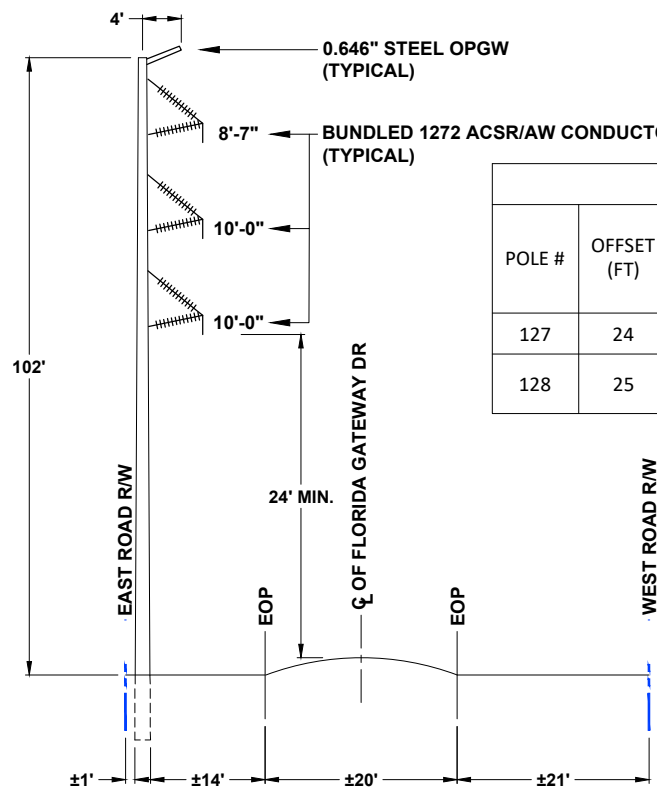 4'
0.646" STEEL OPGW
(TYPICAL)
8'-7"
BUNDLED 1272 ACSR/AW
(TYPICAL)
10'-0"
10'-0"
POLE #
OFFSET
(FT)
127
24
128
25
102'
24' MIN.
EAST ROAD R/W
EOP
℄ OF FLORIDA GATEWAY DR
EOP
WEST ROAD R/W
±1'
±14'
±20'
±21'